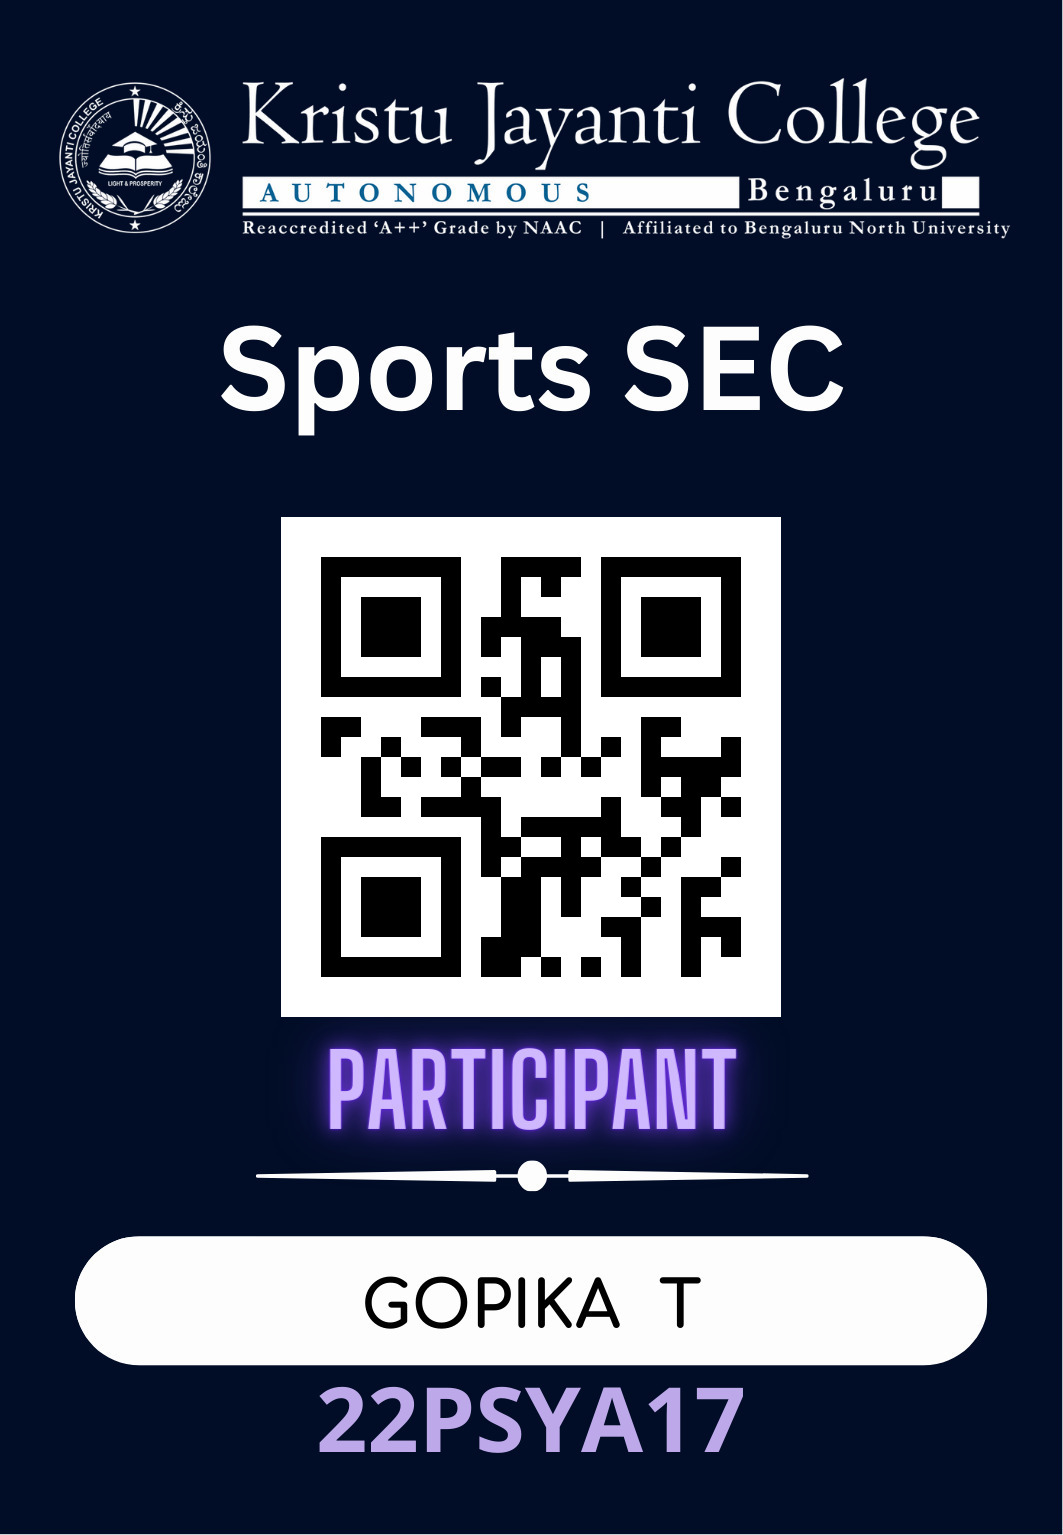 KRISTU JAYANTI COLLEGE
ಕ್ರಿಸ್ತು ಜಯಂತಿ ಕಾಲೇಜು
LIGHT & PROSPERITY
Kristu Jayanti College
AUTONOMOUS Bengaluru
Reaccredited ‘A++’ Grade by NAAC | Affiliated to Bengaluru North University
Sports SEC
PARTICIPANT
GOPIKA T
22PSYA17